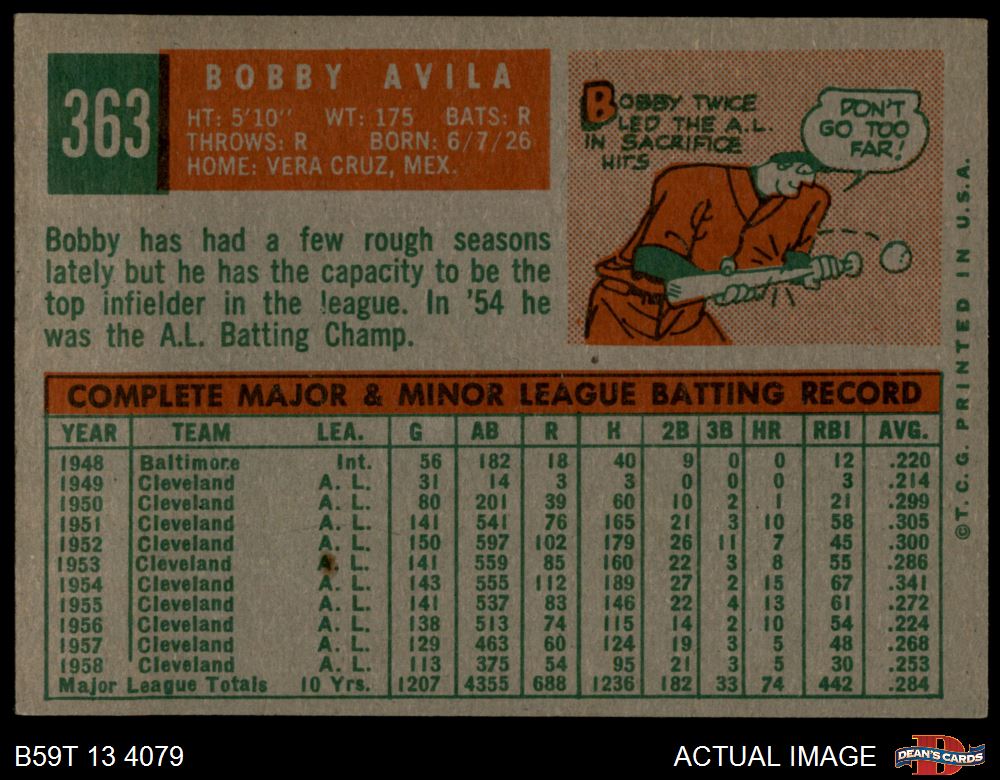 363
BOBBY AVILA
HT: 5'10" WT: 175 BATS: R
THROWS: R BORN: 6/7/26
HOME: VERA CRUZ, MEX.
Bobby has had a few rough seasons
lately but he has the capacity to be the
top infielder in the league. In '54 he
was the A.L. Batting Champ.
BOBBY TWICE
LED THE A.L.
IN SACRIFICE
HITS
DON'T
GO TOO
FAR!
C
COMPLETE MAJOR & MINOR LEAGUE BATTING RECORD
YEAR TEAM LEA. G AB R H 2B 3B HR RBI AVG.
1948 Baltimore Int. 56 182 18 40 9 0 0 12 .220
1949 Cleveland A. L. 31 14 3 3 0 0 0 3 .214
1950 Cleveland A. L. 80 201 39 60 10 2 1 21 .299
1951 Cleveland A. L. 141 541 76 165 21 3 10 58 .305
1952 Cleveland A. L. 150 597 102 179 26 11 7 45 .300
1953 Cleveland A. L. 141 559 85 160 22 3 8 55 .286
1954 Cleveland A. L. 143 555 112 189 27 2 15 67 .341
1955 Cleveland A. L. 141 537 83 146 22 4 13 61 .272
1956 Cleveland A. L. 138 513 74 115 14 2 10 54 .224
1957 Cleveland A. L. 129 463 60 124 19 3 5 48 .268
1958 Cleveland A. L. 113 375 54 95 21 3 5 30 .253
Major League Totals 10 Yrs. 1207 4355 688 1236 182 33 74 442 .284
©T.C.G. PRINTED IN U.S.A.
B59T 13 4079
ACTUAL IMAGE
D
DEAN'S CARDS